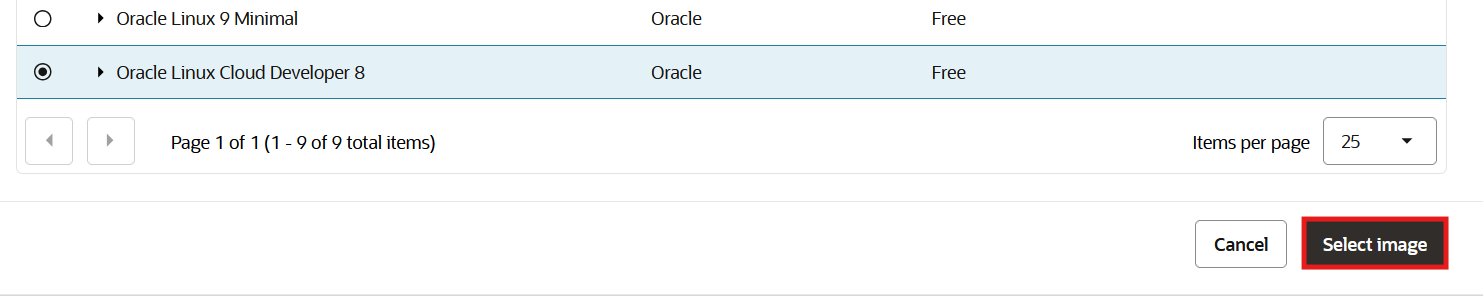 Oracle Linux 9 Minimal Oracle Free
Oracle Linux Cloud Developer 8 Oracle Free
Page 1 of 1 (1 - 9 of 9 total items) Items per page 25
Cancel Select image